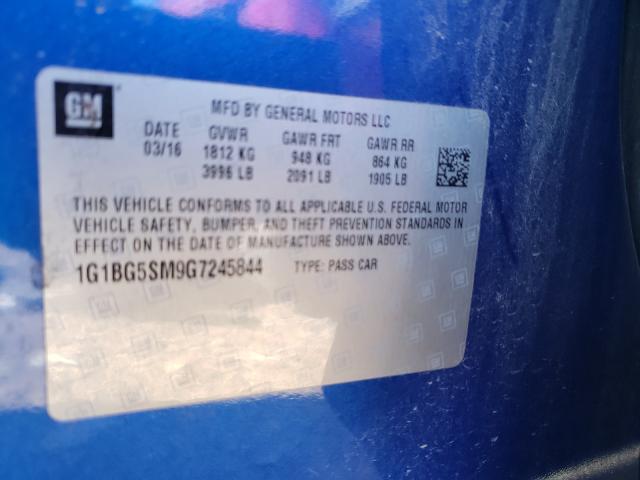 GM
MFD BY GENERAL MOTORS LLC
DATE GVWR GAWR FRT GAWR RR
03/16 1812 KG 948 KG 864 KG
3996 LB 2091 LB 1905 LB
THIS VEHICLE CONFORMS TO ALL APPLICABLE U.S. FEDERAL MOTOR
VEHICLE SAFETY, BUMPER, AND THEFT PREVENTION STANDARDS IN
EFFECT ON THE DATE OF MANUFACTURE SHOWN ABOVE.
1G1BG5SM9G7245844 TYPE: PASS CAR